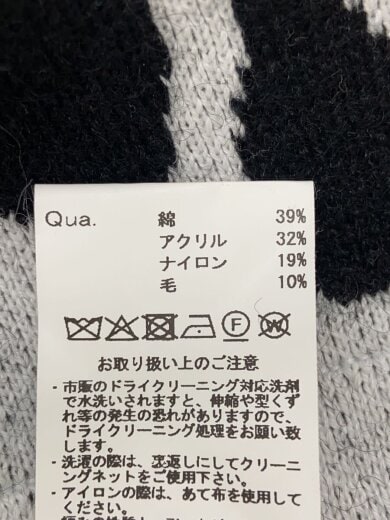 Qua. 綿 39%
アクリル 32%
ナイロン 19%
毛 10%
F W
お取り扱い上のご注意
・市販のドライクリーニング対応洗剤
で水洗いされますと、伸縮や型くず
れ等の発生の恐れがありますので、
ドライクリーニング処理をお願い致
します。
・洗濯の際は、裏返しにしてクリーニ
ングネットをご使用下さい。
・アイロンの際は、あて布を使用して
ください。